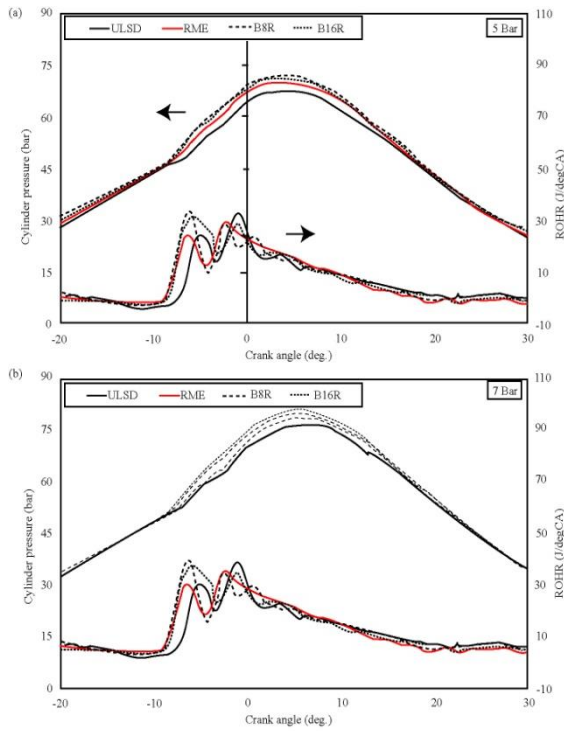 (a)
ULSD RME B8R B16R
5 Bar
90
75
60
45
30
15
0
Cylinder pressure (bar)
110
90
70
50
30
10
-10
ROHR (J/degCA)
-20 -10 0 10 20 30
Crank angle (deg.)
(b)
ULSD RME B8R B16R
7 Bar
90
75
60
45
30
15
0
Cylinder pressure (bar)
110
90
70
50
30
10
-10
ROHR (J/degCA)
-20 -10 0 10 20 30
Crank angle (deg.)